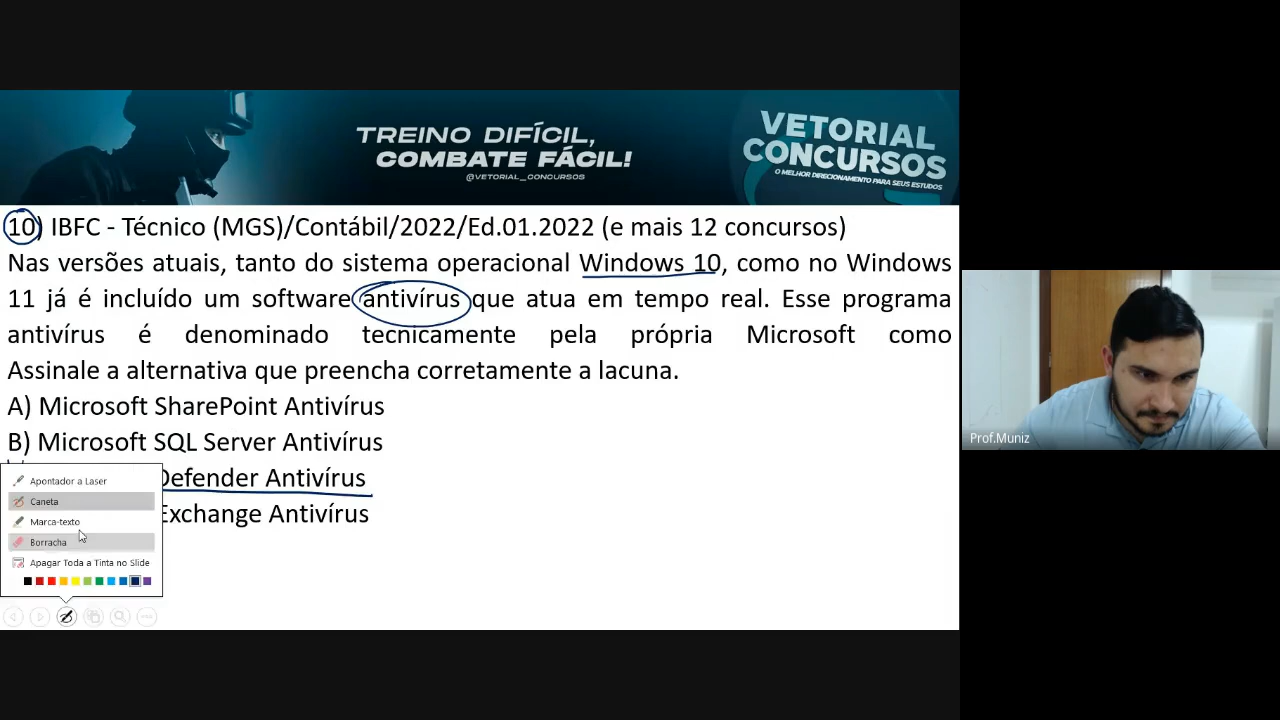 TREINO DIFÍCIL,
COMBATE FÁCIL!
@VETORIAL_CONCURSOS
VETORIAL
CONCURSOS
O MELHOR DIRECIONAMENTO PARA SEUS ESTUDOS
10) IBFC - Técnico (MGS)/Contábil/2022/Ed.01.2022 (e mais 12 concursos)
Nas versões atuais, tanto do sistema operacional Windows 10, como no Windows
11 já é incluído um software antivírus que atua em tempo real. Esse programa
antivírus é denominado tecnicamente pela própria Microsoft como
Assinale a alternativa que preencha corretamente a lacuna.
A) Microsoft SharePoint Antivírus
B) Microsoft SQL Server Antivírus
Defender Antivírus
Exchange Antivírus
Apontador a Laser
Caneta
Marca-texto
Borracha
Apagar Toda a Tinta no Slide
Prof.Muniz